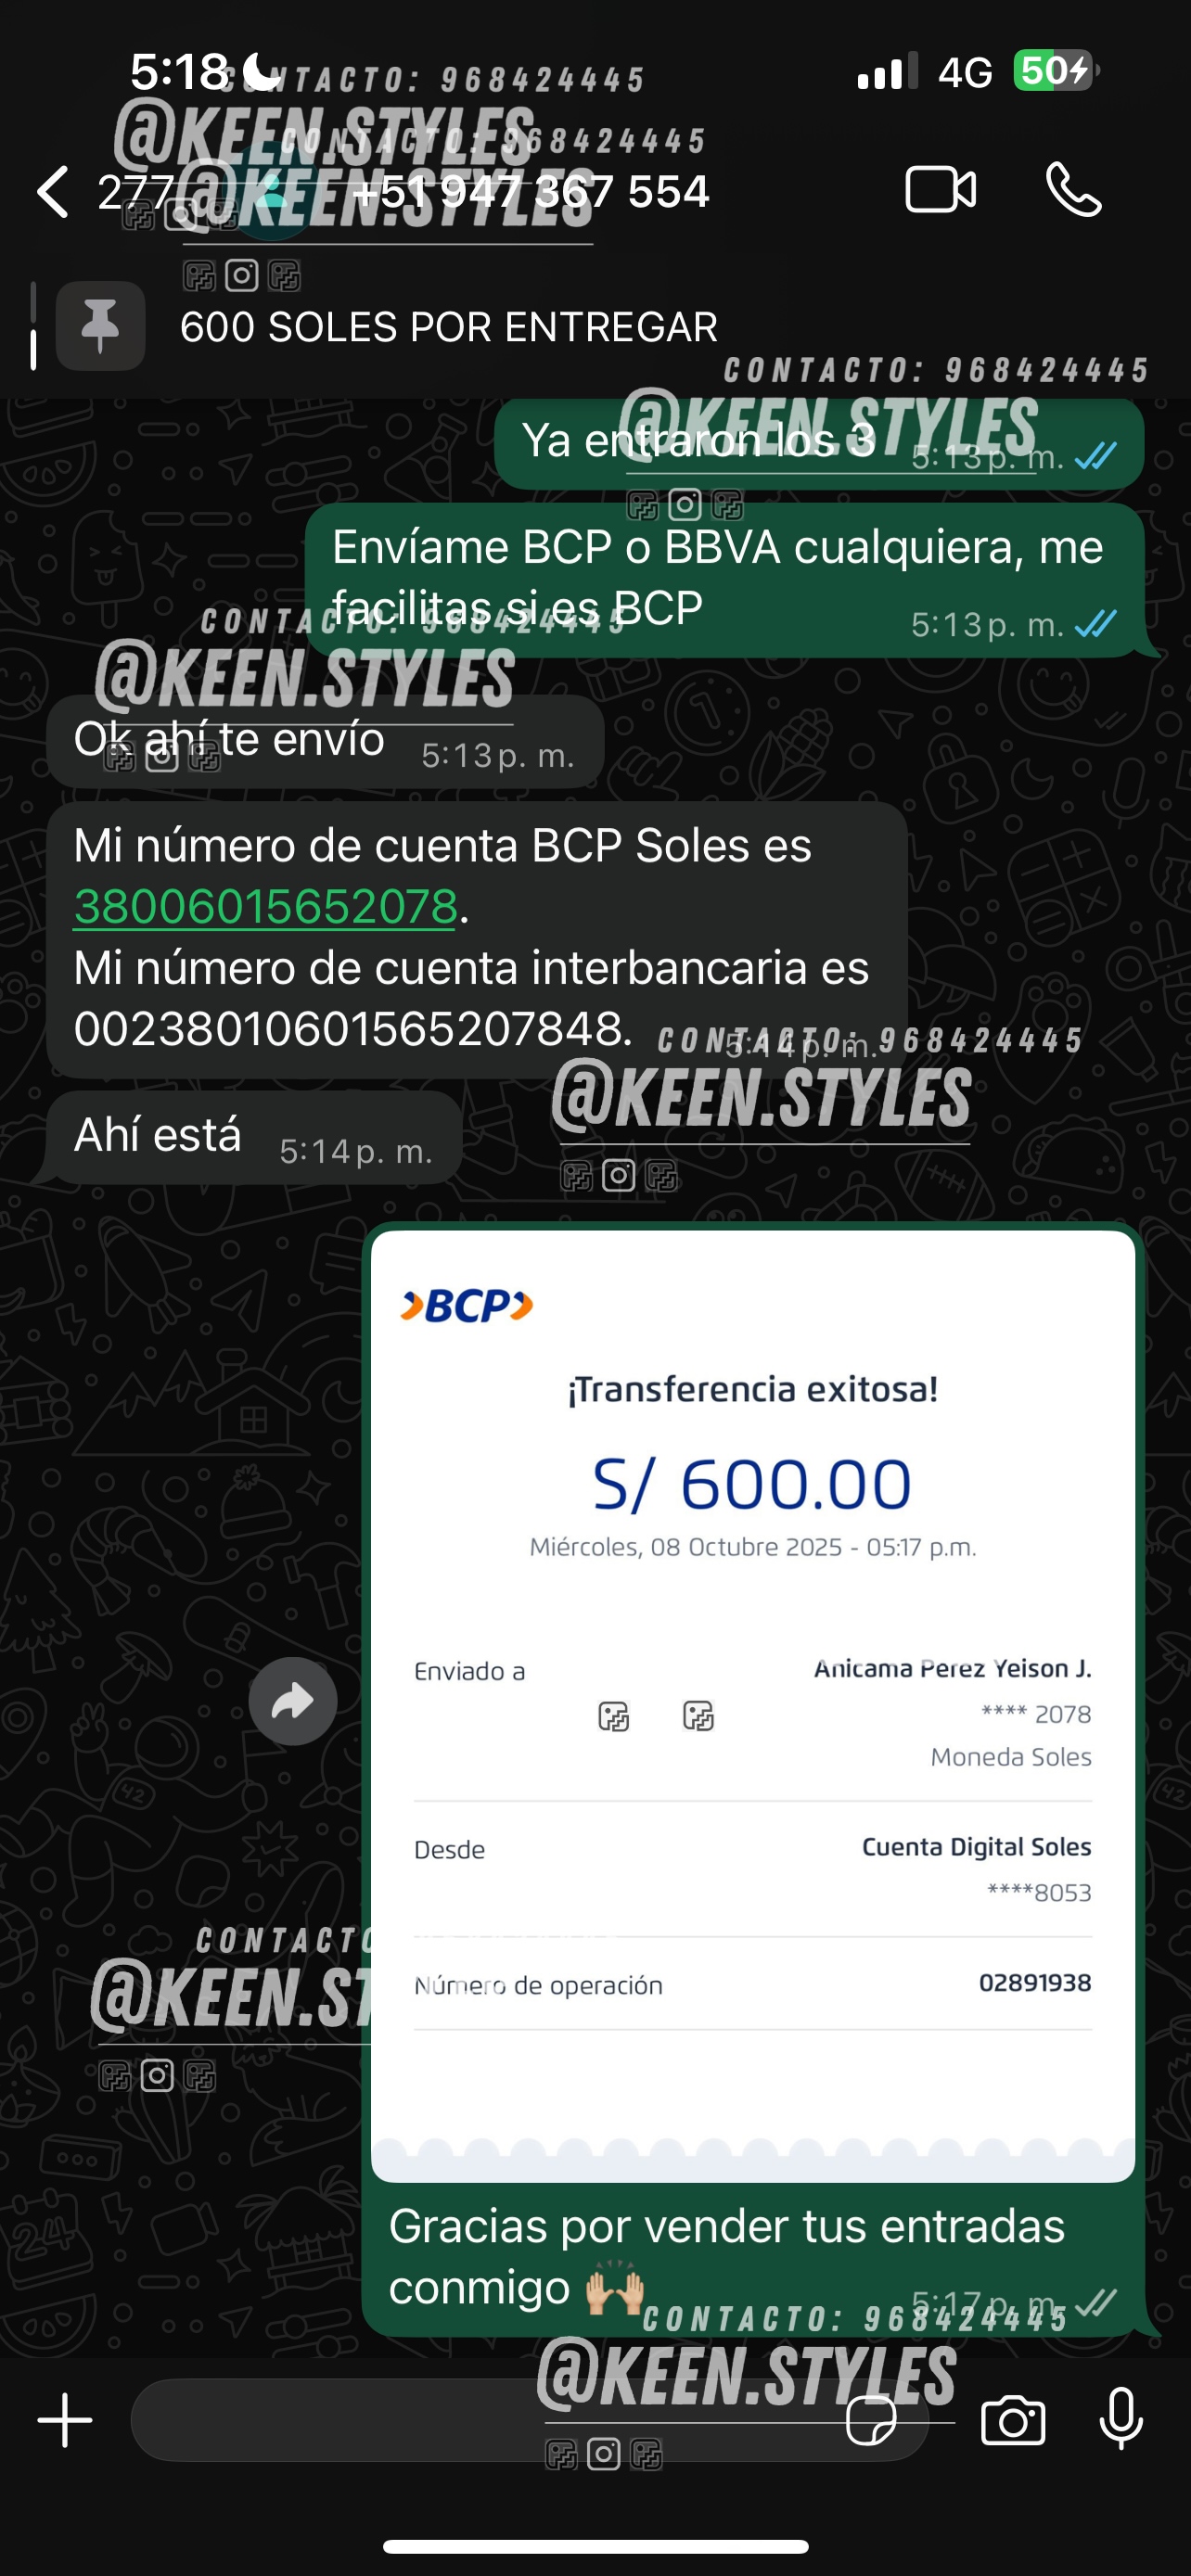 5:18
CONTACTO: 968424445
4G
50
@KEEN.STYLES
CONTACTO: 968424445
277
@KEEN.STYLES
+51 947 367 554
600 SOLES POR ENTREGAR
CONTACTO: 968424445
@KEEN.STYLES
Ya entraron los 3
5:13 p. m.
Envíame BCP o BBVA cualquiera, me
facilitas si es BCP
5:13 p. m.
CONTACTO: 968424445
@KEEN.STYLES
Ok ahí te envío
5:13 p. m.
Mi número de cuenta BCP Soles es
38006015652078.
Mi número de cuenta interbancaria es
00238010601565207848.
5:14 p. m.
CONTACTO: 968424445
@KEEN.STYLES
Ahí está
5:14 p. m.
BCP
¡Transferencia exitosa!
S/ 600.00
Miércoles, 08 Octubre 2025 - 05:17 p.m.
Enviado a
Anicama Perez Yeison J.
**** 2078
Moneda Soles
Desde
Cuenta Digital Soles
****8053
CONTACTO
@KEEN.ST
Número de operación
02891938
Gracias por vender tus entradas
conmigo 🙌🏼
5:17 p. m.
CONTACTO: 968424445
@KEEN.STYLES